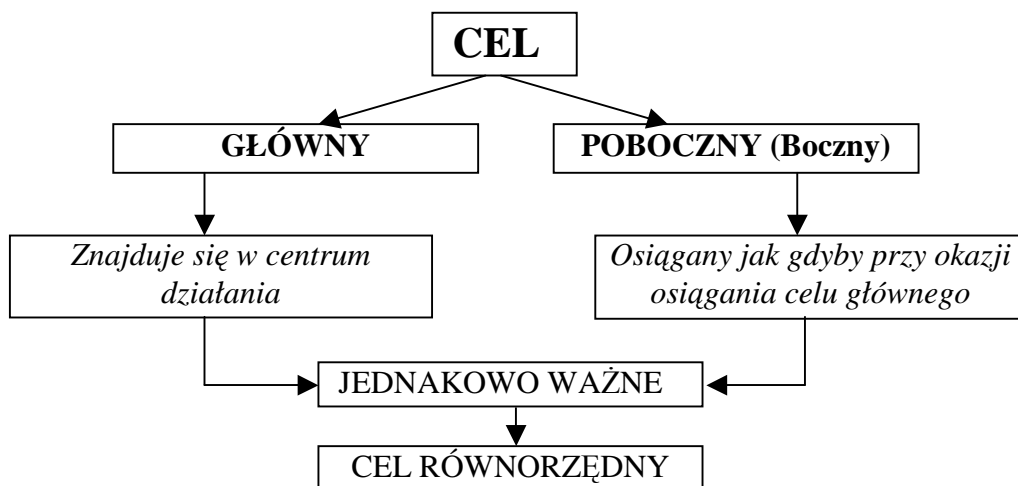 CEL
GŁÓWNY
POBOCZNY (Boczny)
Znajduje się w centrum
działania
Osiągany jak gdyby przy okazji
osiągania celu głównego
JEDNAKOWO WAŻNE
CEL RÓWNORZĘDNY